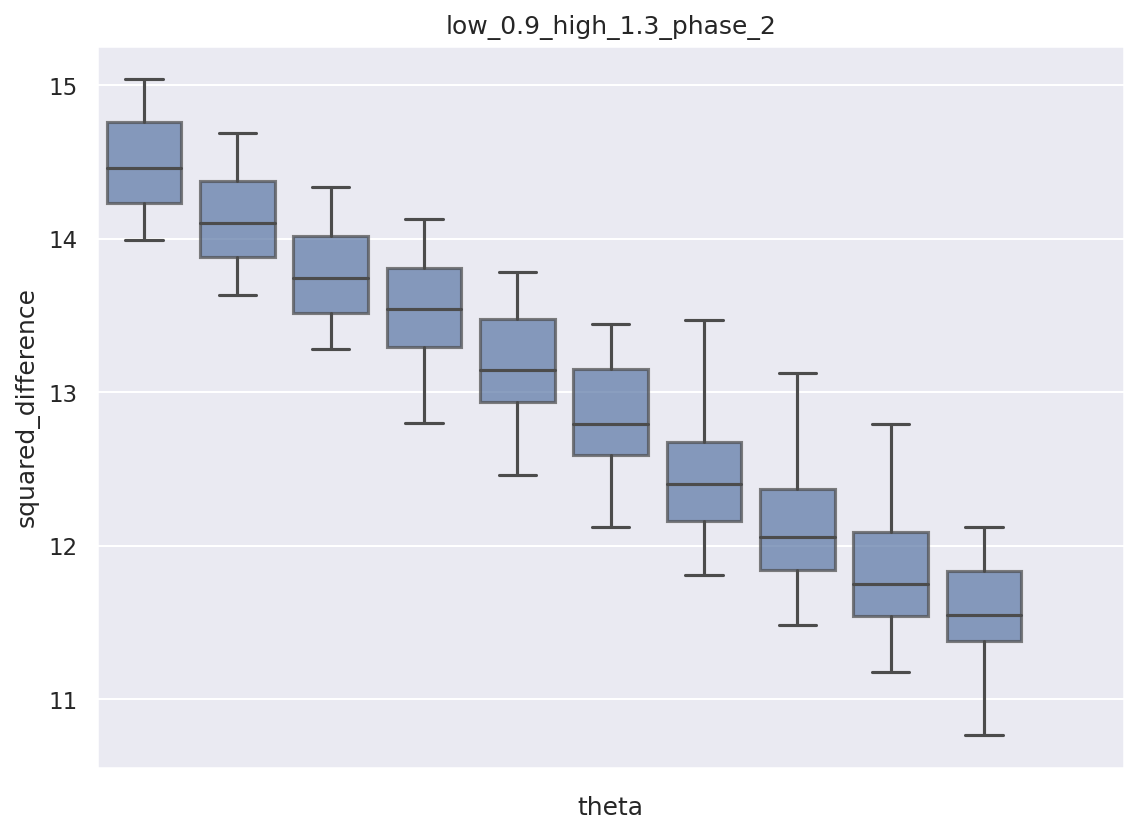 low_0.9_high_1.3_phase_2
15
14
13
12
11
squared_difference
theta